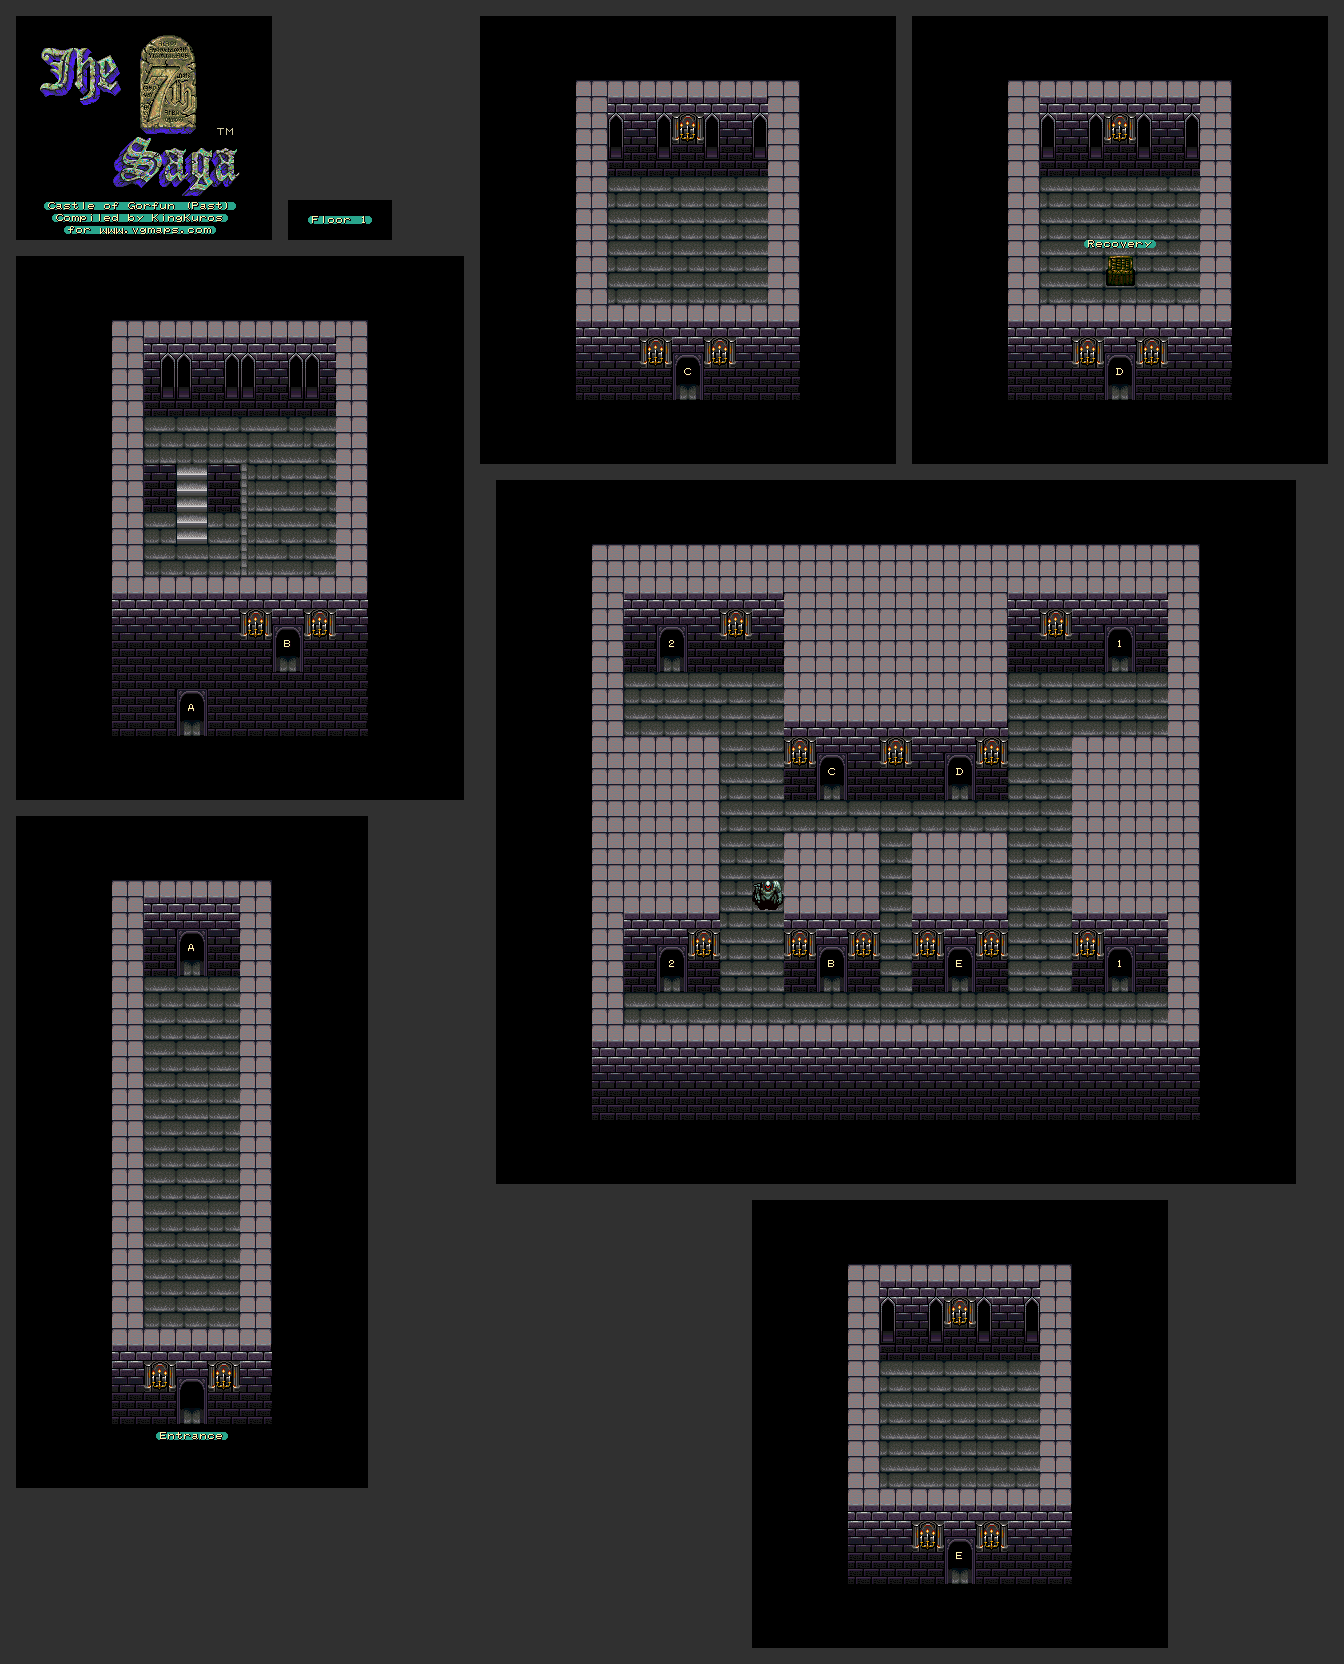 The
7th
Saga
TM
Castle of Gorfun (Past)
Compiled by KingKuros
for www.vgmaps.com
Floor 1
C
Recovery
D
B
A
2
1
C
D
2
B
E
1
A
Entrance
E